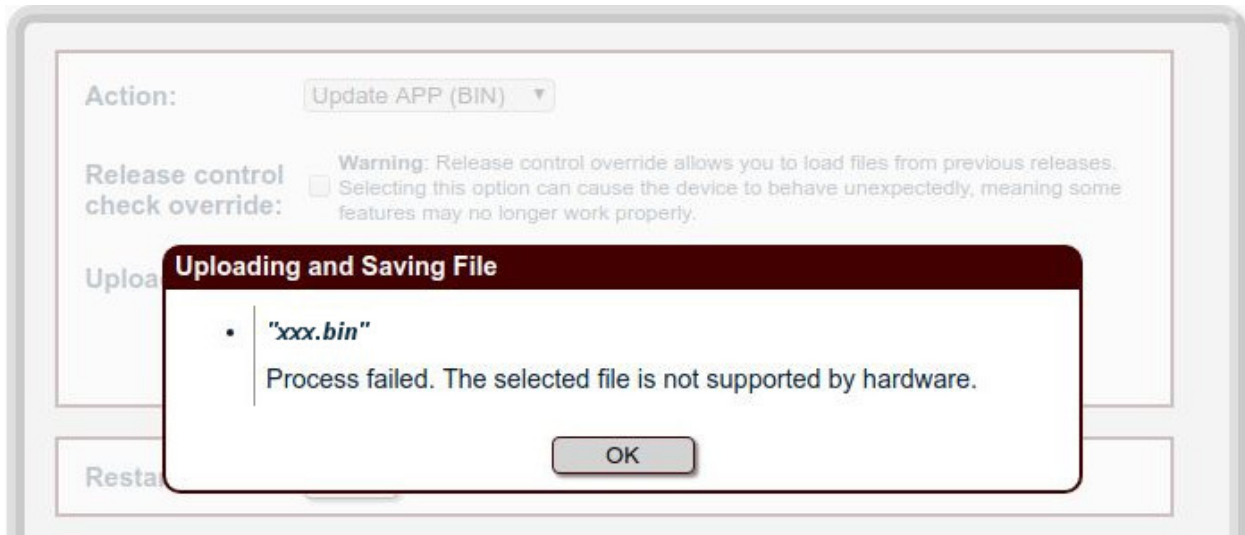 Action:
Update APP (BIN)
Release control
check override:
Warning: Release control override allows you to load files from previous releases.
Selecting this option can cause the device to behave unexpectedly, meaning some
features may no longer work properly.
Uploa
Uploading and Saving File
• "xxx.bin"
Process failed. The selected file is not supported by hardware.
OK
Restar